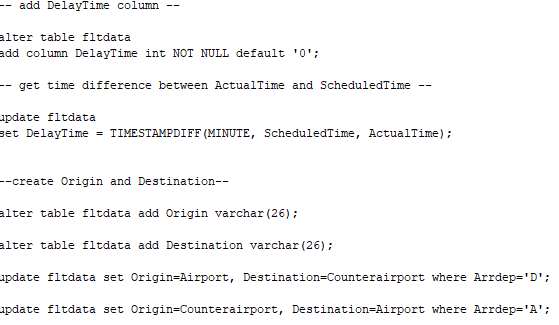 -- add DelayTime column --
alter table fltdata
add column DelayTime int NOT NULL default '0';
-- get time difference between ActualTime and ScheduledTime --
update fltdata
set DelayTime = TIMESTAMPDIFF(MINUTE, ScheduledTime, ActualTime);
--create Origin and Destination--
alter table fltdata add Origin varchar(26);
alter table fltdata add Destination varchar(26);
update fltdata set Origin=Airport, Destination=Counterairport where Arrdep='D';
update fltdata set Origin=Counterairport, Destination=Airport where Arrdep='A';